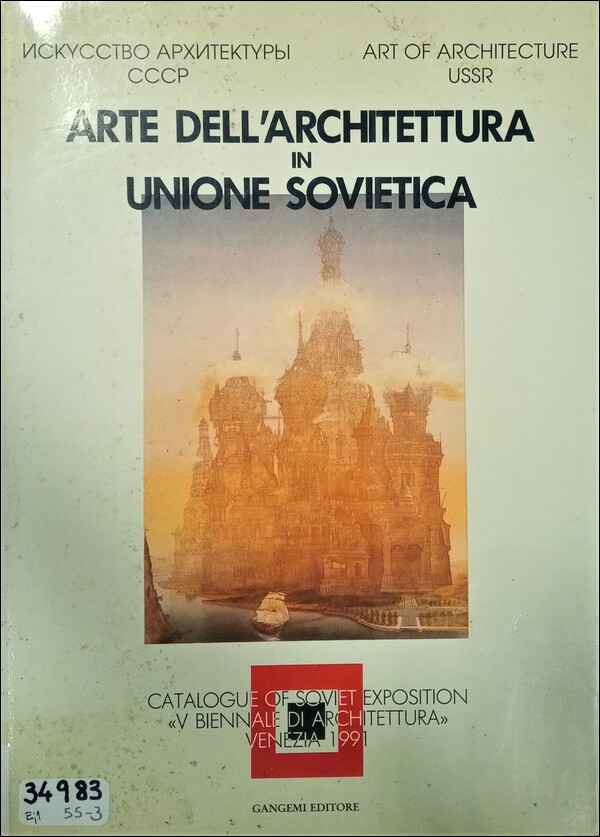 ИСКУССТВО АРХИТЕКТУРЫ
СССР
ART OF ARCHITECTURE
USSR
ARTE DELL'ARCHITETTURA
IN
UNIONE SOVIETICA
CATALOGUE OF SOVIET EXPOSITION
«V BIENNALE DI ARCHITETTURA»
VENEZIA 1991
GANGEMI EDITORE
34983
Ej1 55-3